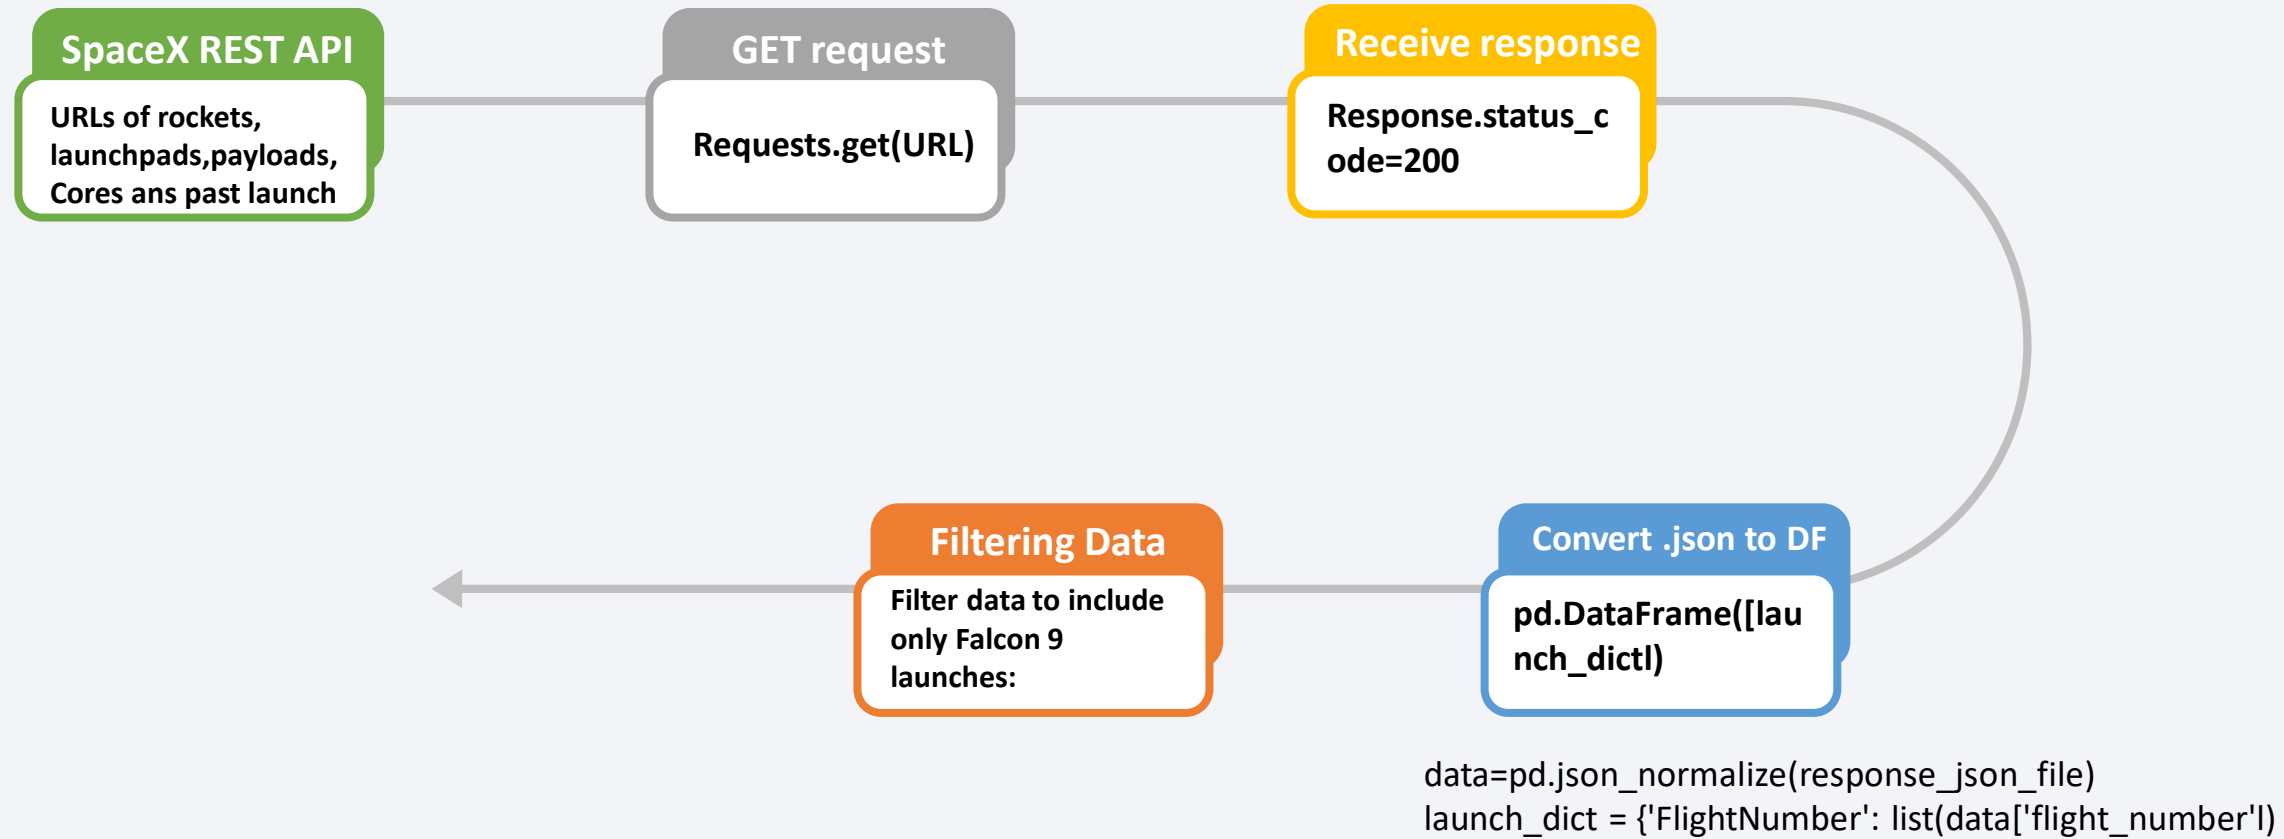 SpaceX REST API
URLs of rockets,
launchpads,payloads,
Cores ans past launch
GET request
Requests.get(URL)
Receive response
Response.status_c
ode=200
Filtering Data
Filter data to include
only Falcon 9
launches:
Convert .json to DF
pd.DataFrame([lau
nch_dictl)
data=pd.json_normalize(response_json_file)
launch_dict = {'FlightNumber': list(data['flight_number'l)